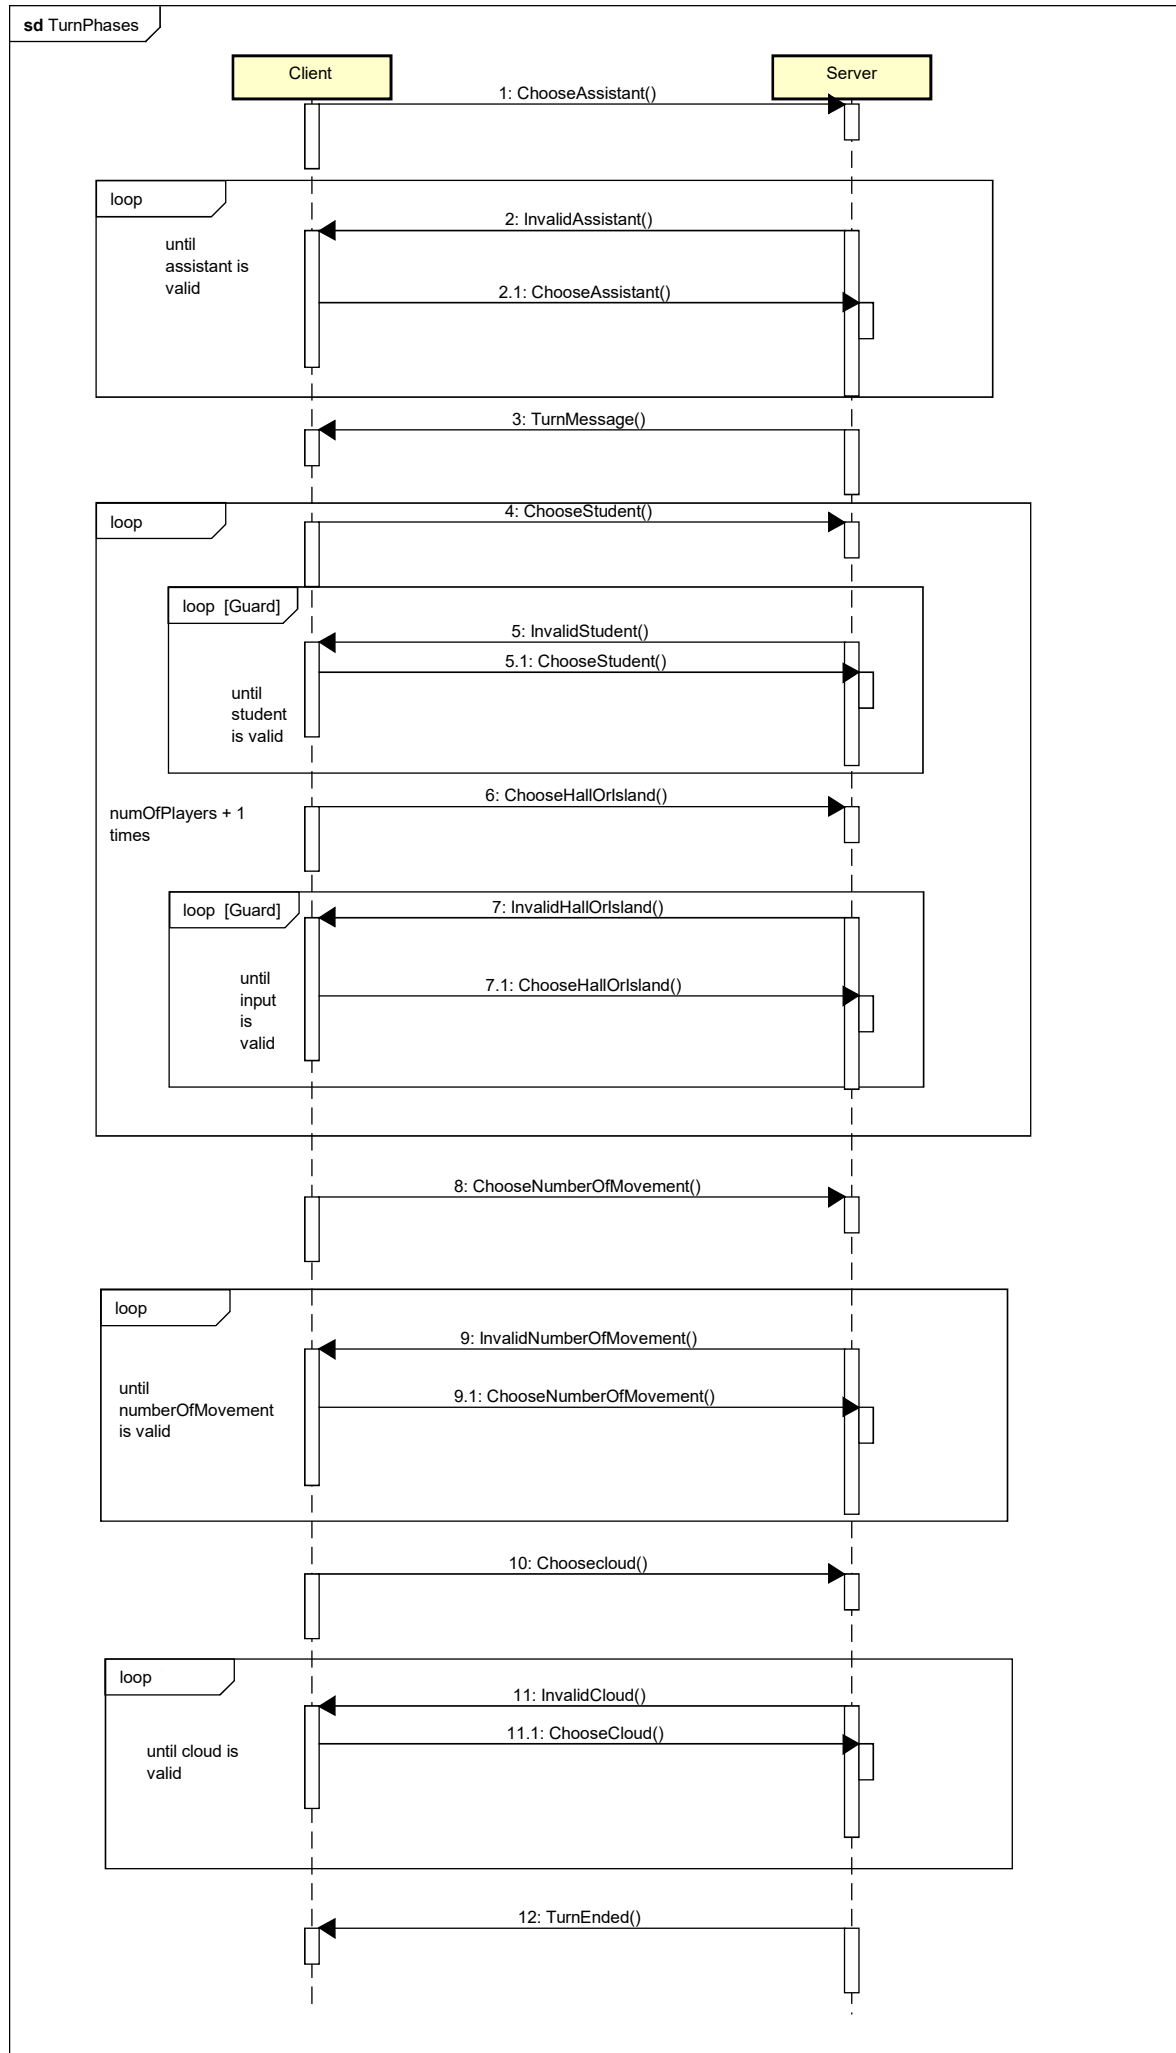 sd TurnPhases
Client
Server
1: ChooseAssistant()
loop
2: InvalidAssistant()
until
assistant is
valid
2.1: ChooseAssistant()
3: TurnMessage()
loop
4: ChooseStudent()
loop [Guard]
5: InvalidStudent()
5.1: ChooseStudent()
until
student
is valid
6: ChooseHallOrIsland()
numOfPlayers + 1
times
loop [Guard]
7: InvalidHallOrIsland()
until
input
is
valid
7.1: ChooseHallOrIsland()
8: ChooseNumberOfMovement()
loop
9: InvalidNumberOfMovement()
until
numberOfMovement
is valid
9.1: ChooseNumberOfMovement()
10: Choosecloud()
loop
11: InvalidCloud()
11.1: ChooseCloud()
until cloud is
valid
12: TurnEnded()